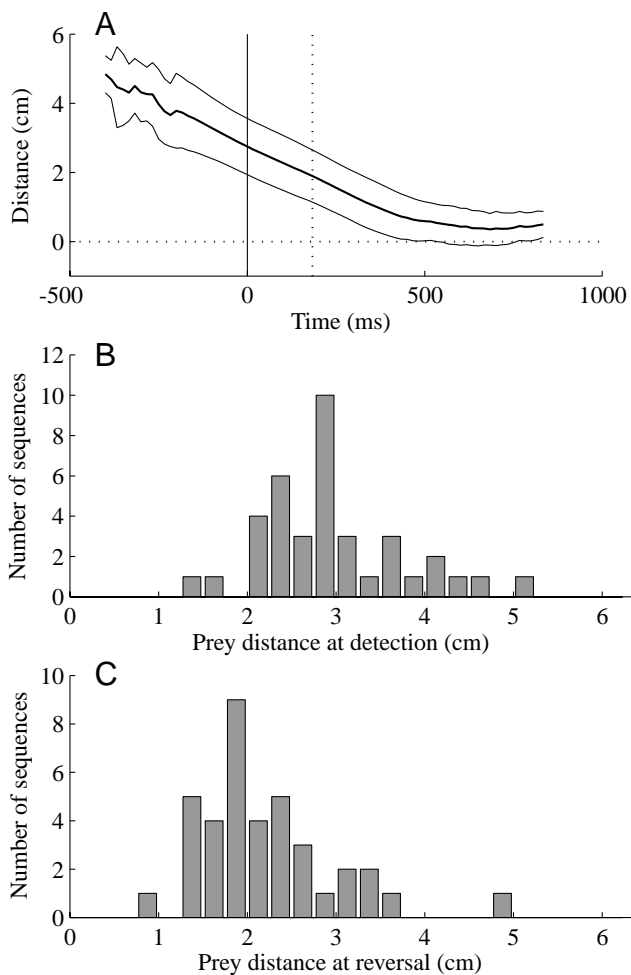 A
6
4
2
0
Distance (cm)
-500 0 500 1000
Time (ms)
B
12
10
8
6
4
2
0
Number of sequences
0 1 2 3 4 5 6
Prey distance at detection (cm)
C
10
8
6
4
2
0
Number of sequences
0 1 2 3 4 5 6
Prey distance at reversal (cm)